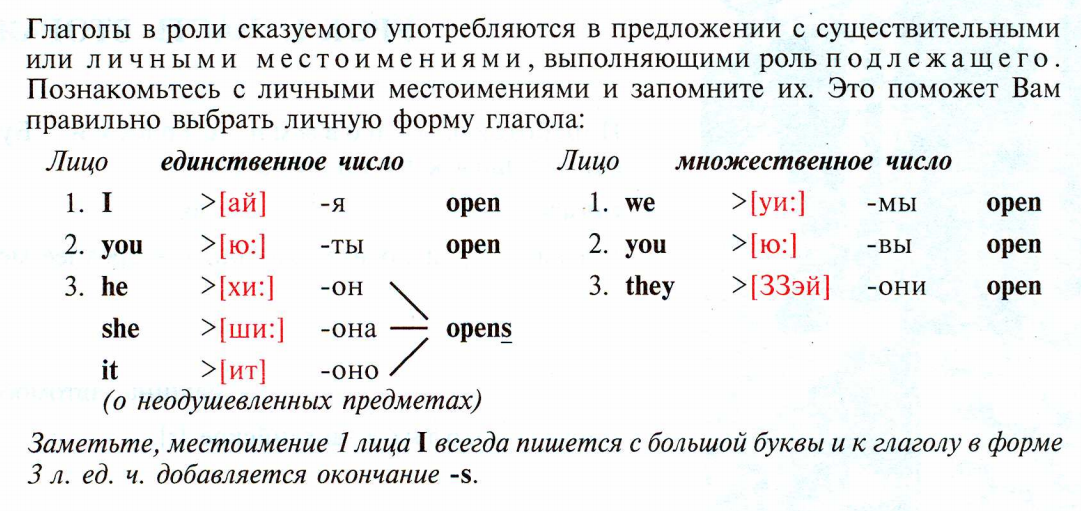 Глаголы в роли сказуемого употребляются в предложении с существительными
или личными местоимениями, выполняющими роль подлежащего.
Познакомьтесь с личными местоимениями и запомните их. Это поможет Вам
правильно выбрать личную форму глагола:
Лицо единственное число Лицо множественное число
1. I >[ай] -я open 1. we >[уи:] -мы open
2. you >[ю:] -ты open 2. you >[ю:] -вы open
3. he >[хи:] -он 3. they >[ЗЗэй] -они open
she >[ши:] -она opens
it >[ит] -оно
(о неодушевленных предметах)
Заметьте, местоимение 1 лица I всегда пишется с большой буквы и к глаголу в форме
3 л. ед. ч. добавляется окончание -s.